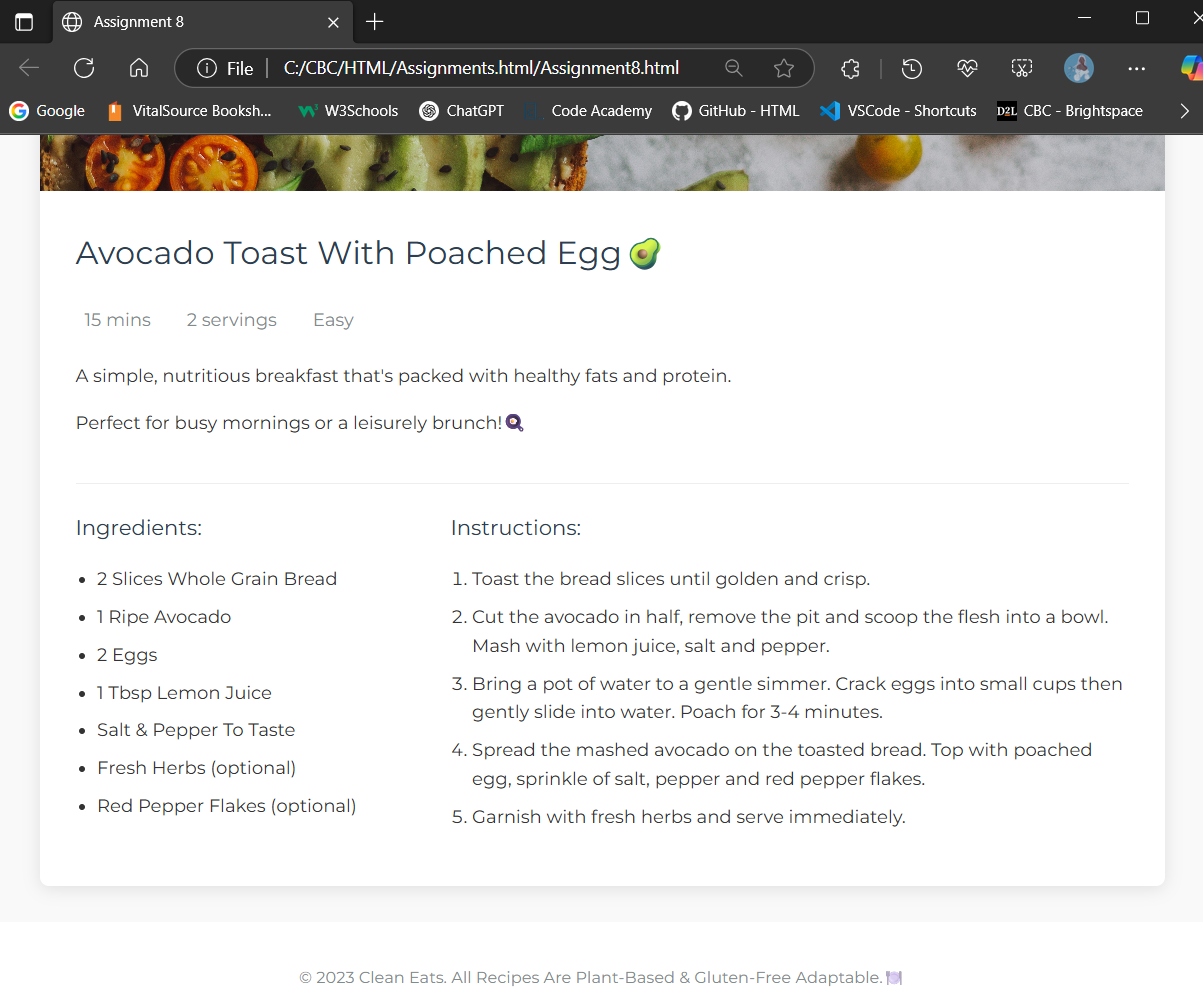 Assignment 8
File
C:/CBC/HTML/Assignments.html/Assignment8.html
Google
VitalSource Booksh...
W3Schools
ChatGPT
Code Academy
GitHub - HTML
VSCode - Shortcuts
D2L CBC - Brightspace
Avocado Toast With Poached Egg🥑
15 mins 2 servings Easy
A simple, nutritious breakfast that's packed with healthy fats and protein.
Perfect for busy mornings or a leisurely brunch!🍳
Ingredients:
2 Slices Whole Grain Bread
1 Ripe Avocado
2 Eggs
1 Tbsp Lemon Juice
Salt & Pepper To Taste
Fresh Herbs (optional)
Red Pepper Flakes (optional)
Instructions:
1. Toast the bread slices until golden and crisp.
2. Cut the avocado in half, remove the pit and scoop the flesh into a bowl.
Mash with lemon juice, salt and pepper.
3. Bring a pot of water to a gentle simmer. Crack eggs into small cups then
gently slide into water. Poach for 3-4 minutes.
4. Spread the mashed avocado on the toasted bread. Top with poached
egg, sprinkle of salt, pepper and red pepper flakes.
5. Garnish with fresh herbs and serve immediately.
© 2023 Clean Eats. All Recipes Are Plant-Based & Gluten-Free Adaptable.🍽️